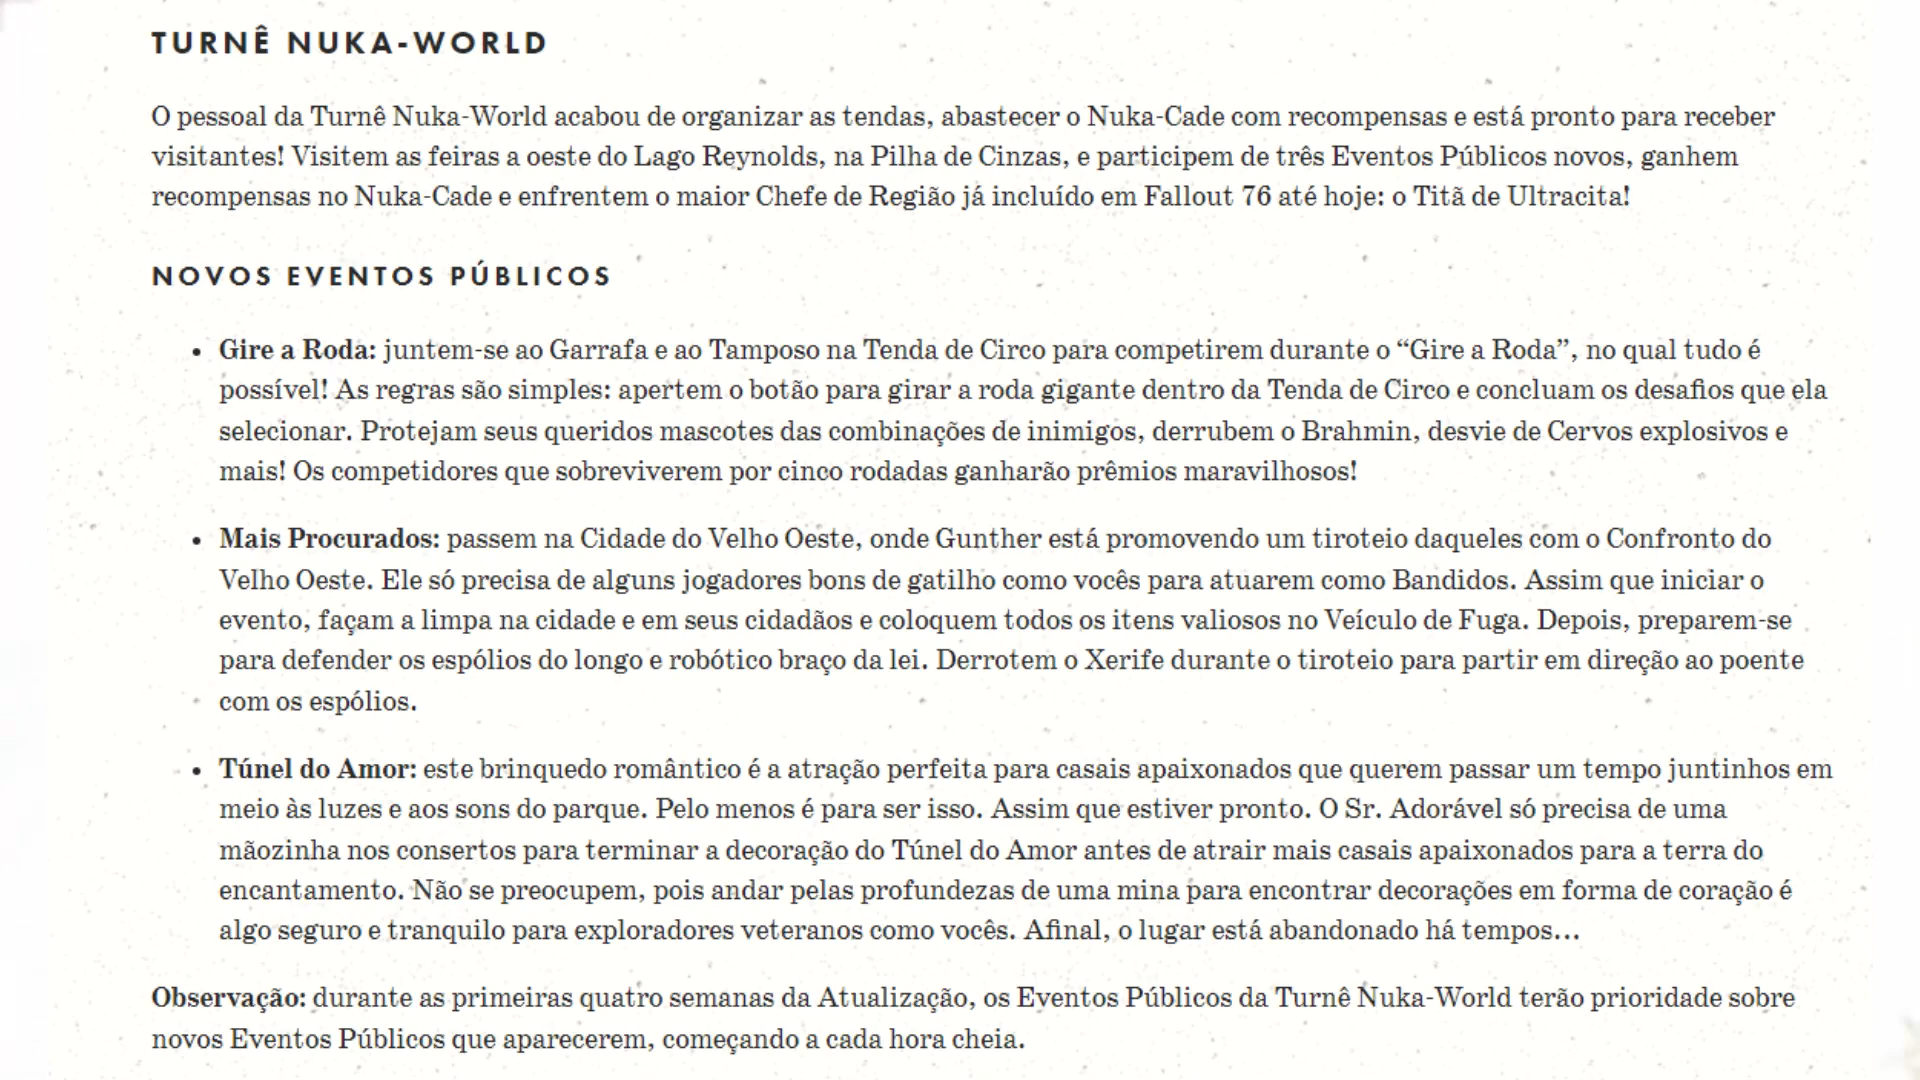 TURNÊ NUKA-WORLD
O pessoal da Turnê Nuka-World acabou de organizar as tendas, abastecer o Nuka-Cade com recompensas e está pronto para receber
visitantes! Visitem as feiras a oeste do Lago Reynolds, na Pilha de Cinzas, e participem de três Eventos Públicos novos, ganhem
recompensas no Nuka-Cade e enfrentem o maior Chefe de Região já incluído em Fallout 76 até hoje: o Titã de Ultracita!
NOVOS EVENTOS PÚBLICOS
• Gire a Roda: juntem-se ao Garrafa e ao Tamposo na Tenda de Circo para competirem durante o “Gire a Roda”, no qual tudo é
possível! As regras são simples: apertem o botão para girar a roda gigante dentro da Tenda de Circo e concluam os desafios que ela
selecionar. Protejam seus queridos mascotes das combinações de inimigos, derrubem o Brahmin, desvie de Cervos explosivos e
mais! Os competidores que sobreviverem por cinco rodadas ganharão prêmios maravilhosos!
• Mais Procurados: passem na Cidade do Velho Oeste, onde Gunther está promovendo um tiroteio daqueles com o Confronto do
Velho Oeste. Ele só precisa de alguns jogadores bons de gatilho como vocês para atuarem como Bandidos. Assim que iniciar o
evento, façam a limpa na cidade e em seus cidadãos e coloquem todos os itens valiosos no Veículo de Fuga. Depois, preparem-se
para defender os espólios do longo e robótico braço da lei. Derrotem o Xerife durante o tiroteio para partir em direção ao poente
com os espólios.
• Túnel do Amor: este brinquedo romântico é a atração perfeita para casais apaixonados que querem passar um tempo juntinhos em
meio às luzes e aos sons do parque. Pelo menos é para ser isso. Assim que estiver pronto. O Sr. Adorável só precisa de uma
mãozinha nos consertos para terminar a decoração do Túnel do Amor antes de atrair mais casais apaixonados para a terra do
encantamento. Não se preocupem, pois andar pelas profundezas de uma mina para encontrar decorações em forma de coração é
algo seguro e tranquilo para exploradores veteranos como vocês. Afinal, o lugar está abandonado há tempos…
Observação: durante as primeiras quatro semanas da Atualização, os Eventos Públicos da Turnê Nuka-World terão prioridade sobre
novos Eventos Públicos que aparecerem, começando a cada hora cheia.